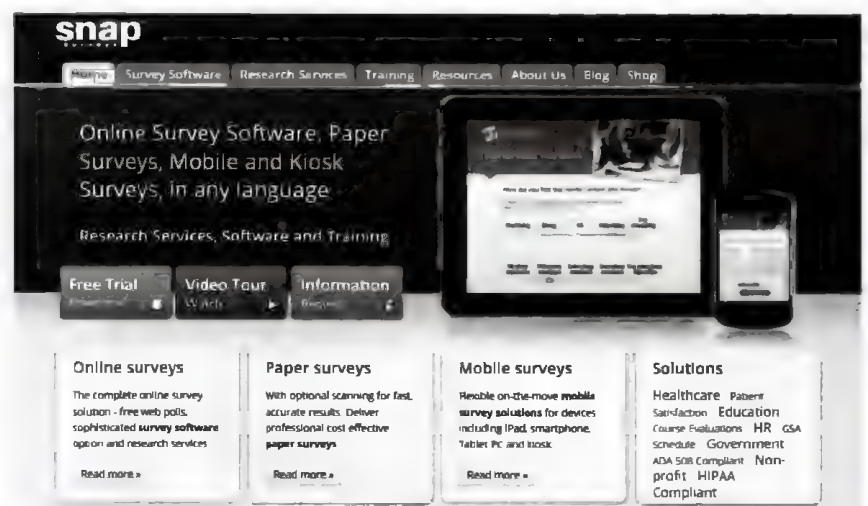 snap
surveys
Home Survey Software Research Services Training Resources About Us Blog Shop
Online Survey Software, Paper
Surveys, Mobile and Kiosk
Surveys, in any language
Research Services, Software and Training
Free Trial Video Tour Information
Watch Request
Online surveys
The complete online survey
solution - free web polls,
sophisticated survey software
option and research services
Read more »
Paper surveys
With optional scanning for fast,
accurate results. Deliver
professional cost effective
paper surveys
Read more »
Mobile surveys
Flexible on-the-move mobile
survey solutions for devices
including iPad, smartphone,
Tablet PC and kiosk
Read more »
Solutions
Healthcare Patient
Satisfaction Education
Course Evaluations HR GSA
Schedule Government
ADA 508 Compliant Non-
profit HIPAA
Compliant